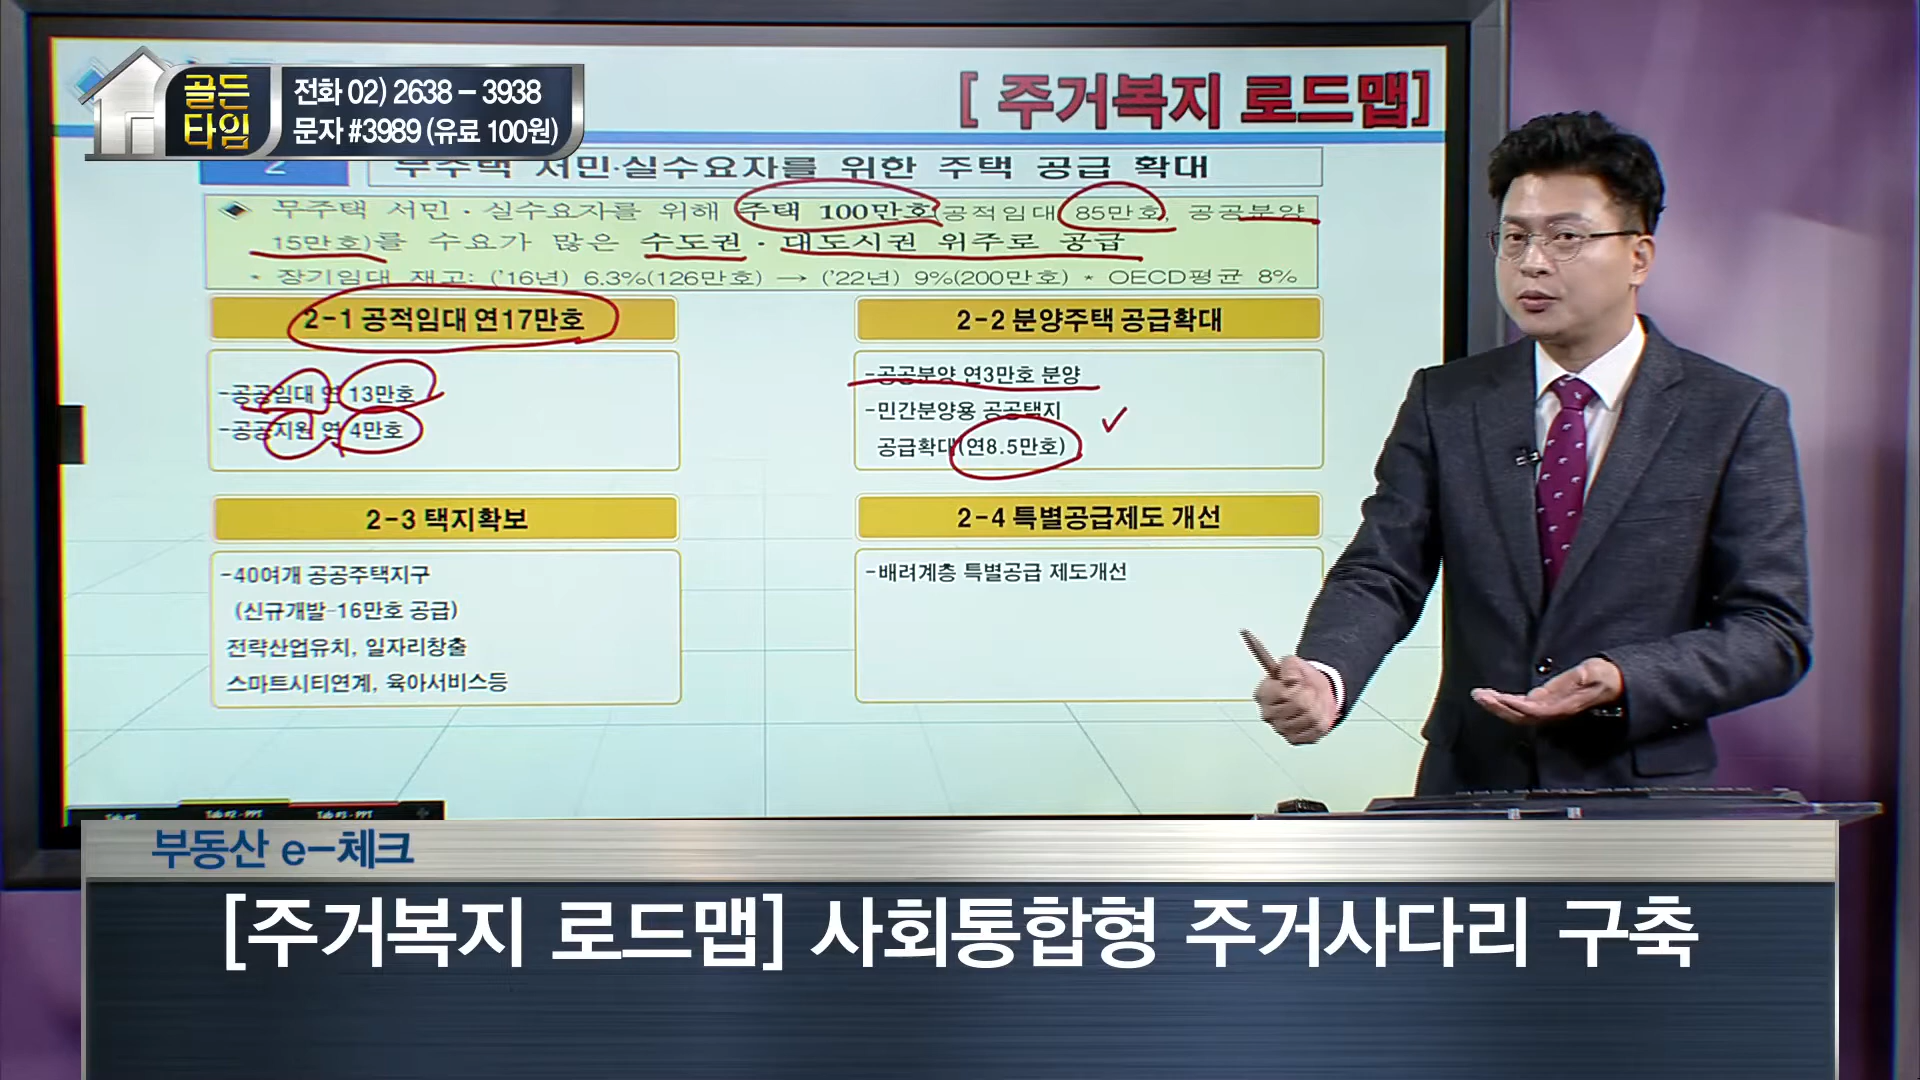 골든
타임
전화 02) 2638 - 3938
문자 #3989 (유료 100원)
[ 주거복지 로드맵]
2
무주택 서민·실수요자를 위한 주택 공급 확대
무주택 서민·실수요자를 위해 주택 100만호(공적임대 85만호, 공공분양
15만호)를 수요가 많은 수도권·대도시권 위주로 공급
* 장기임대 재고: ('16년) 6.3%(126만호) → ('22년) 9%(200만호) * OECD평균 8%
2-1 공적임대 연17만호
-공공임대 연 13만호
-공공지원 연 4만호
2-2 분양주택 공급확대
-공공분양 연3만호 분양
-민간분양용 공공택지
공급확대(연8.5만호)
2-3 택지확보
-40여개 공공주택지구
(신규개발-16만호 공급)
전략산업유치, 일자리창출
스마트시티연계, 육아서비스등
2-4 특별공급제도 개선
-배려계층 특별공급 제도개선
부동산 e-체크
[주거복지 로드맵] 사회통합형 주거사다리 구축